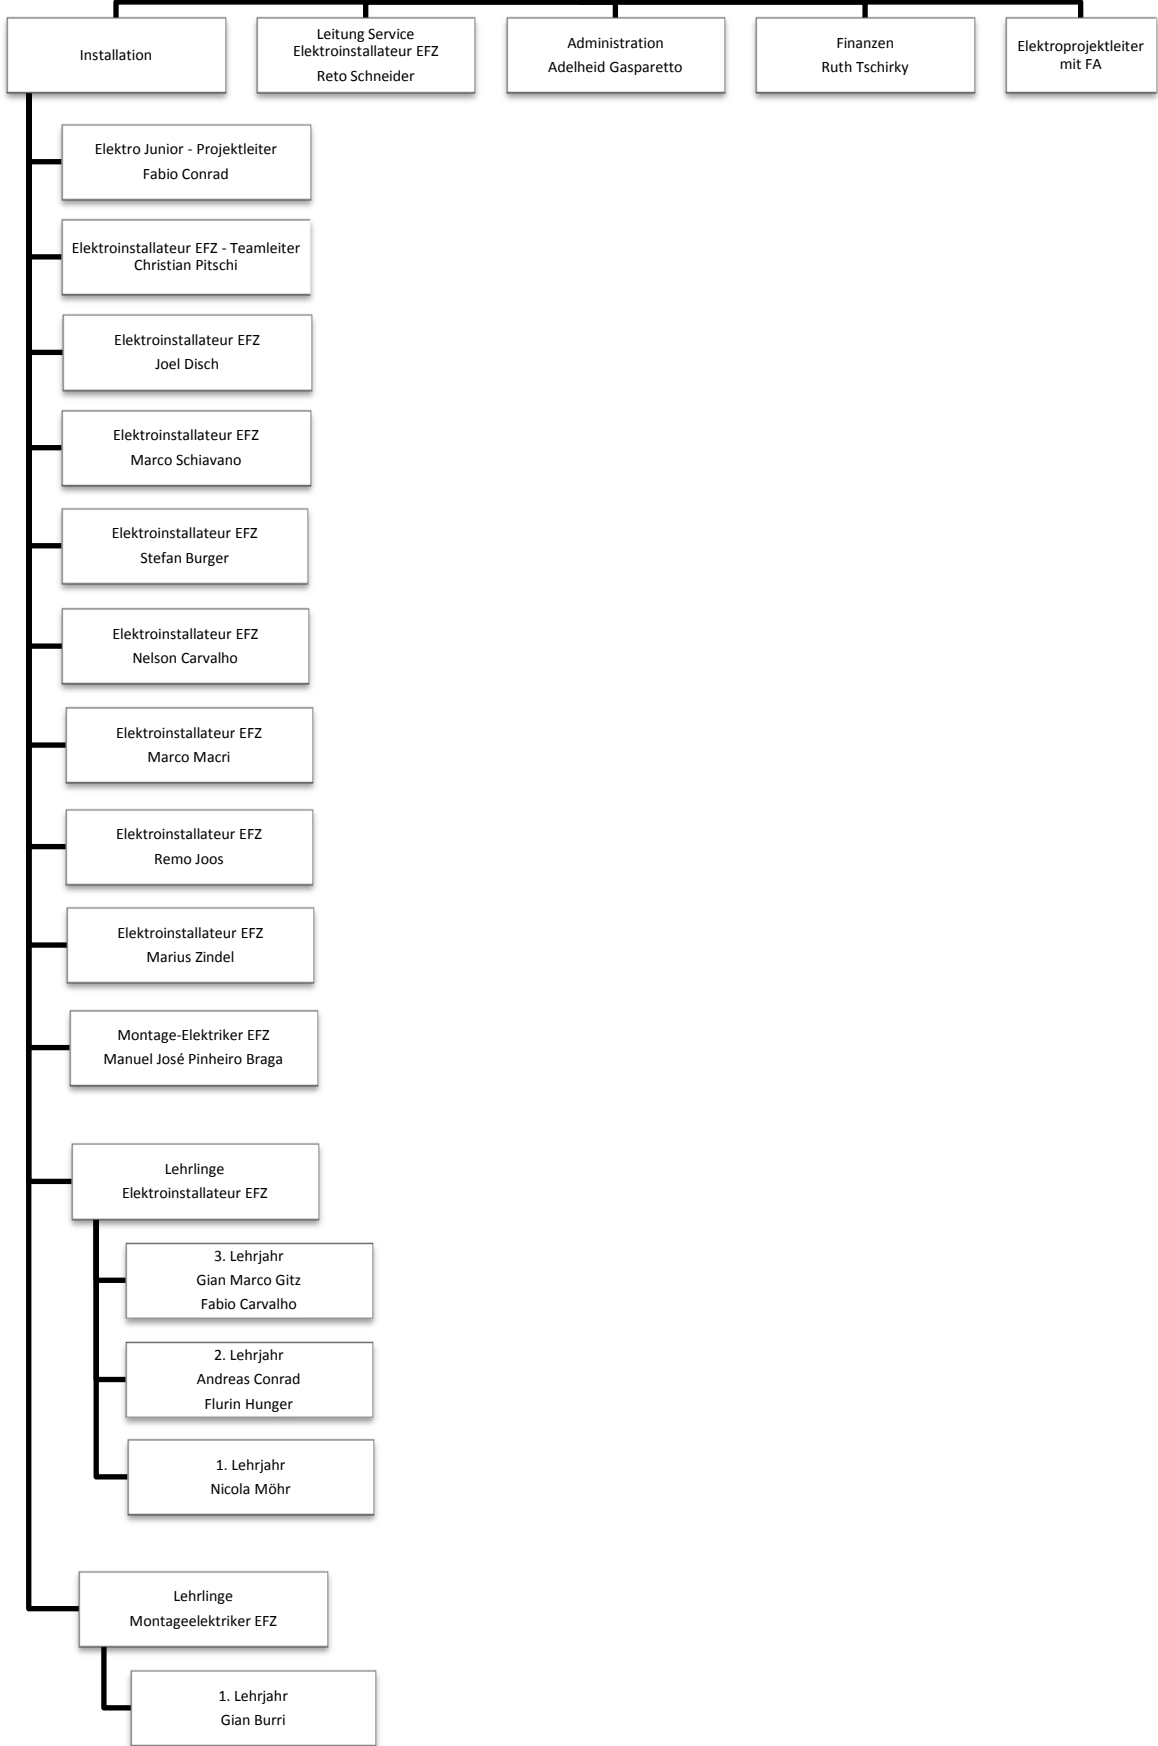 Installation
Leitung Service
Elektroinstallateur EFZ
Reto Schneider
Administration
Adelheid Gasparetto
Finanzen
Ruth Tschirky
Elektroprojektleiter
mit FA
Elektro Junior - Projektleiter
Fabio Conrad
Elektroinstallateur EFZ - Teamleiter
Christian Pitschi
Elektroinstallateur EFZ
Joel Disch
Elektroinstallateur EFZ
Marco Schiavano
Elektroinstallateur EFZ
Stefan Burger
Elektroinstallateur EFZ
Nelson Carvalho
Elektroinstallateur EFZ
Marco Macri
Elektroinstallateur EFZ
Remo Joos
Elektroinstallateur EFZ
Marius Zindel
Montage-Elektriker EFZ
Manuel José Pinheiro Braga
Lehrlinge
Elektroinstallateur EFZ
3. Lehrjahr
Gian Marco Gitz
Fabio Carvalho
2. Lehrjahr
Andreas Conrad
Flurin Hunger
1. Lehrjahr
Nicola Möhr
Lehrlinge
Montageelektriker EFZ
1. Lehrjahr
Gian Burri